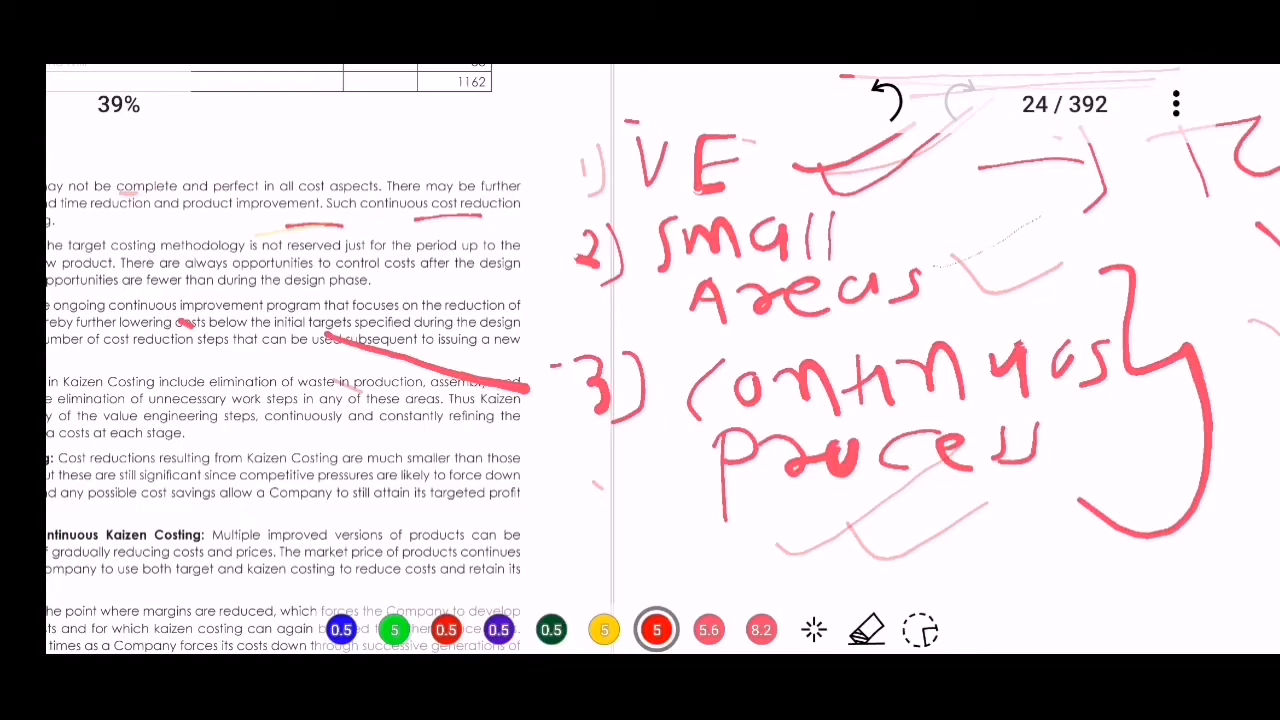 1162
39%
24 / 392
ay not be complete and perfect in all cost aspects. There may be further
d time reduction and product improvement. Such continuous cost reduction
g.
he target costing methodology is not reserved just for the period up to the
w product. There are always opportunities to control costs after the design
pportunities are fewer than during the design phase.
e ongoing continuous improvement program that focuses on the reduction of
reby further lowering costs below the initial targets specified during the design
umber of cost reduction steps that can be used subsequent to issuing a new
in Kaizen Costing include elimination of waste in production, assembly, and
e elimination of unnecessary work steps in any of these areas. Thus Kaizen
y of the value engineering steps, continuously and constantly refining the
a costs at each stage.
g: Cost reductions resulting from Kaizen Costing are much smaller than those
ut these are still significant since competitive pressures are likely to force down
nd any possible cost savings allow a Company to still attain its targeted profit
ntinuous Kaizen Costing: Multiple improved versions of products can be
f gradually reducing costs and prices. The market price of products continues
ompany to use both target and kaizen costing to reduce costs and retain its
he point where margins are reduced, which forces the Company to develop
ts and for which kaizen costing can again
times as a Company forces its costs down through successive generations of
1) VE
2) Small
Areas
3) Continuos
process
0.5 5 0.5 0.5 0.5 5 5 5.6 8.2